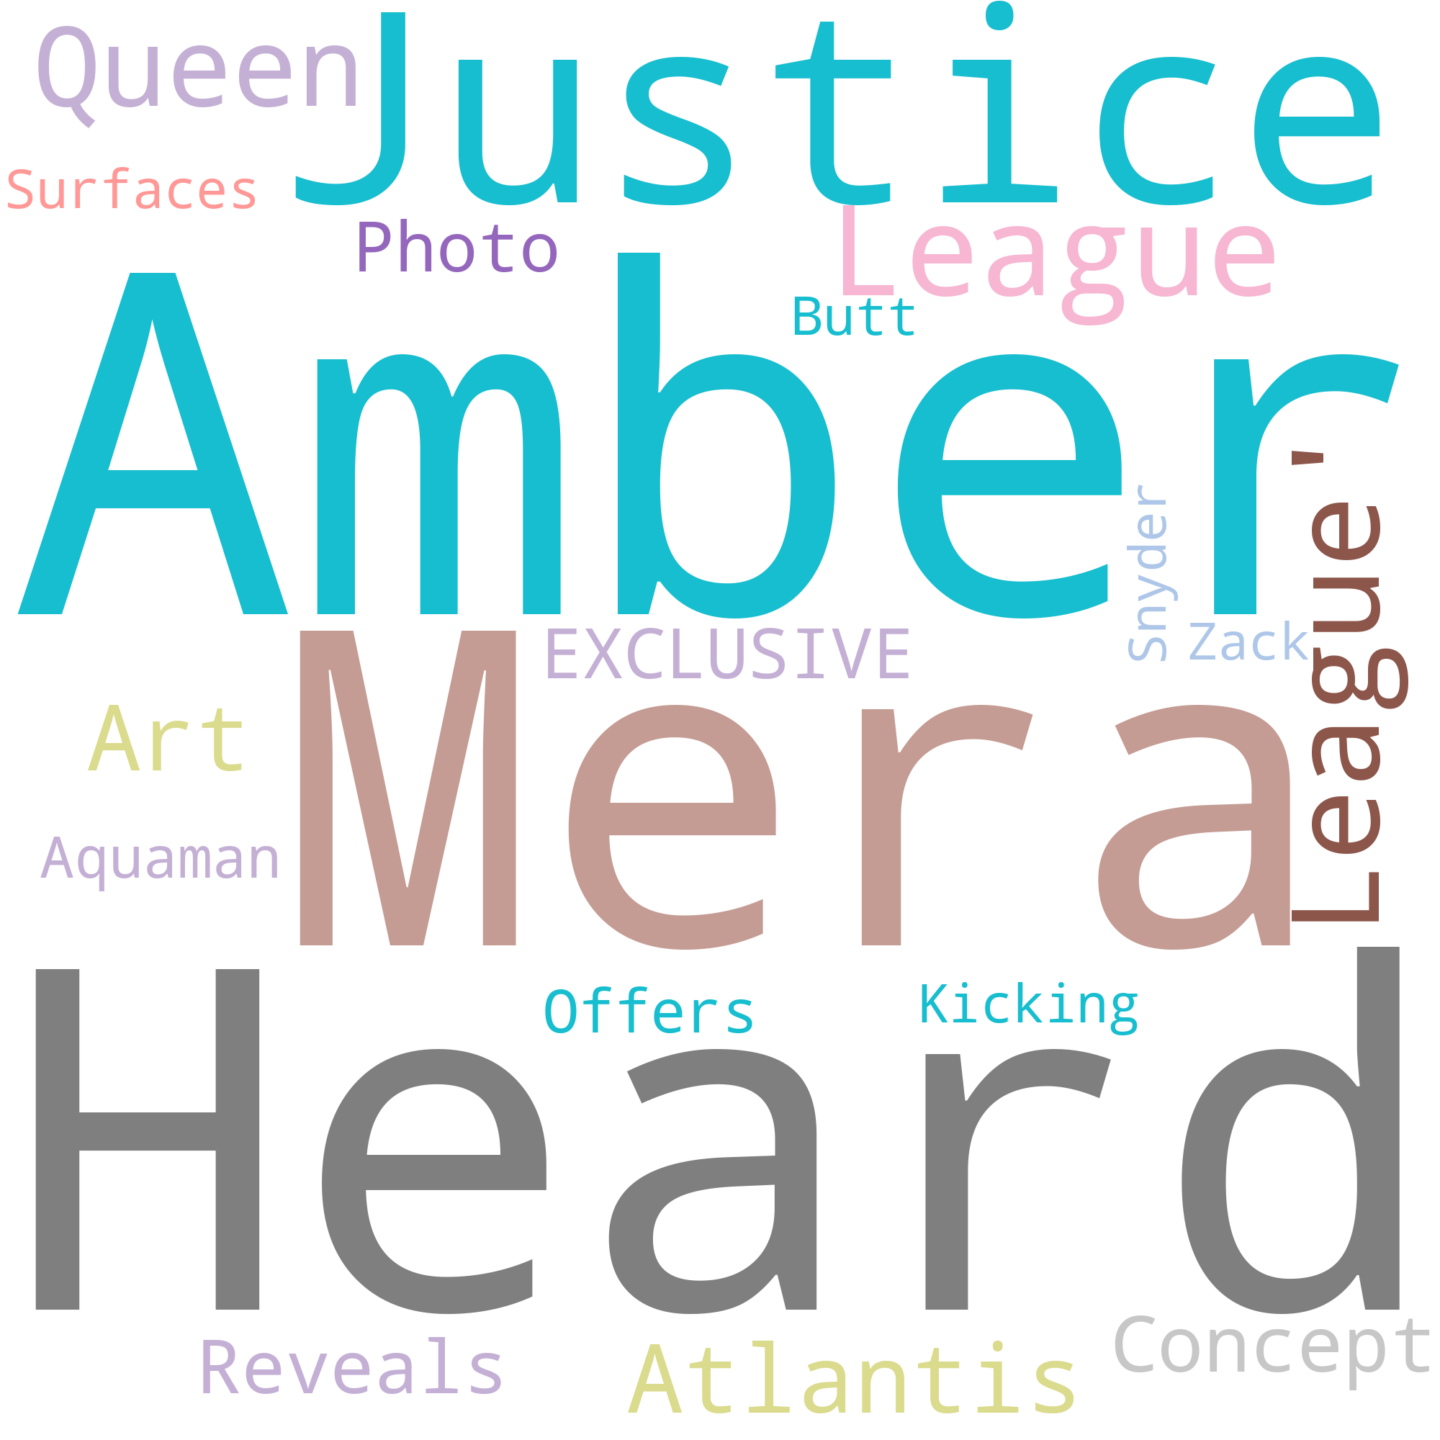 Queen
Justice
Surfaces
Photo
League
Butt
Amber
Snyder
Zack
League'
EXCLUSIVE
Mera
Art
Aquaman
Offers
Kicking
Heard
Reveals
Atlantis
Concept